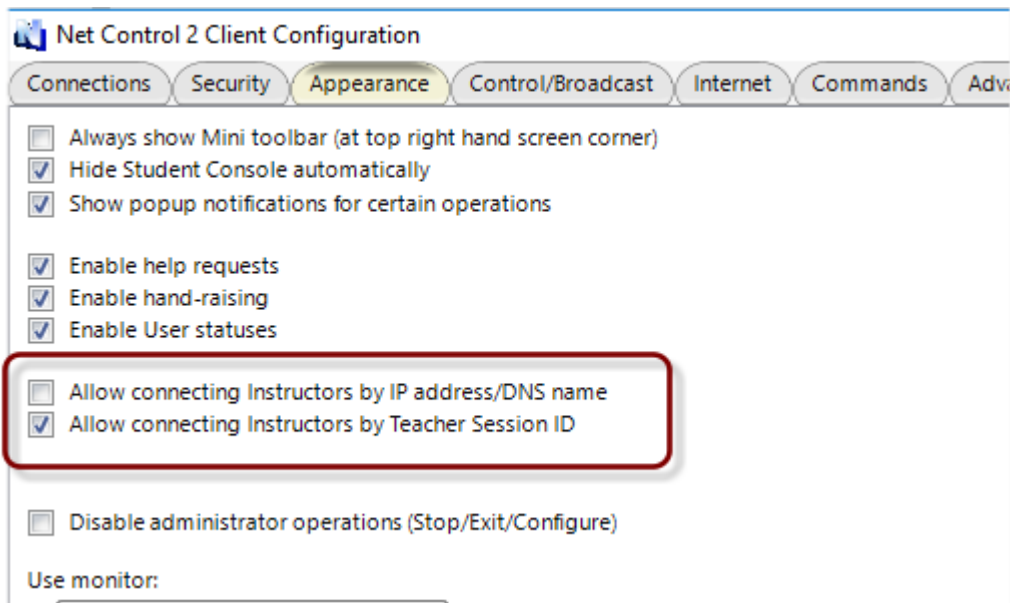 Net Control 2 Client Configuration
Connections Security Appearance Control/Broadcast Internet Commands
Always show Mini toolbar (at top right hand screen corner)
Hide Student Console automatically
Show popup notifications for certain operations
Enable help requests
Enable hand-raising
Enable User statuses
Allow connecting Instructors by IP address/DNS name
Allow connecting Instructors by Teacher Session ID
Disable administrator operations (Stop/Exit/Configure)
Use monitor: